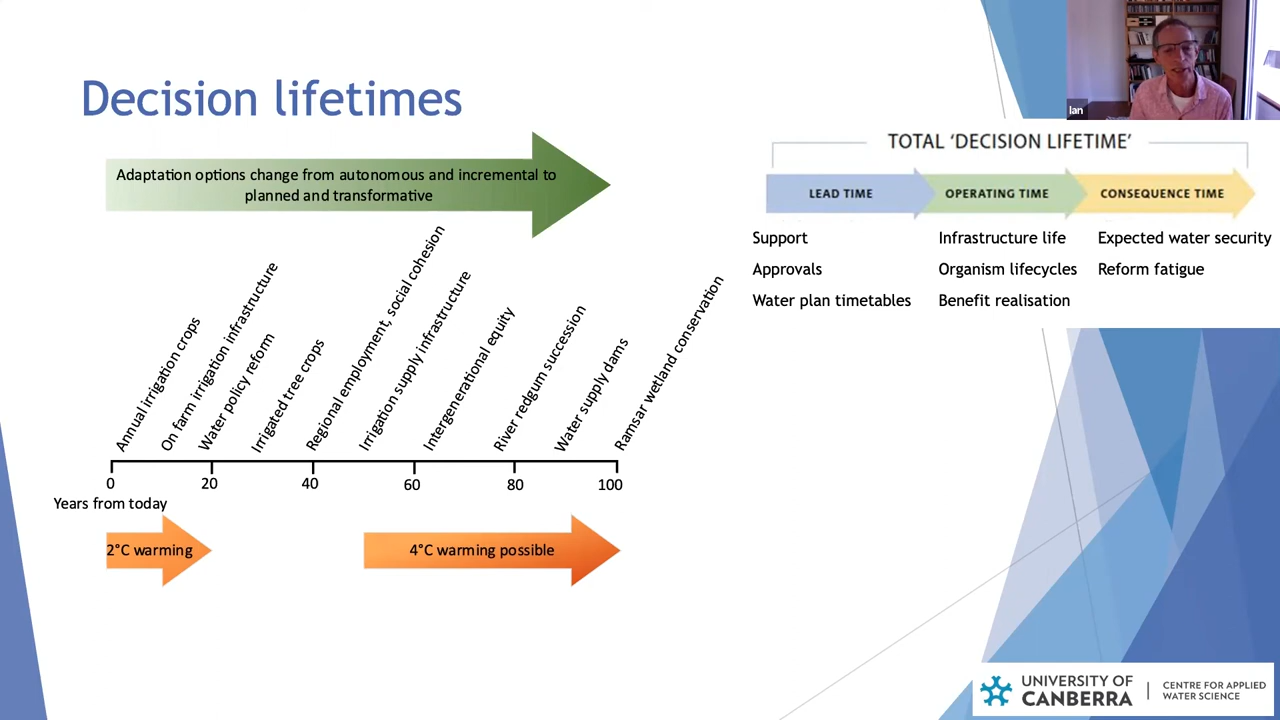 Decision lifetimes
Ian
Adaptation options change from autonomous and incremental to
planned and transformative
TOTAL 'DECISION LIFETIME'
LEAD TIME
OPERATING TIME
CONSEQUENCE TIME
Support
Approvals
Water plan timetables
Infrastructure life
Organism lifecycles
Benefit realisation
Expected water security
Reform fatigue
Annual irrigation crops
On farm irrigation infrastructure
Water policy reform
Irrigated tree crops
Regional employment, social cohesion
Irrigation supply infrastructure
Intergenerational equity
River redgum succession
Water supply dams
Ramsar wetland conservation
0
20
40
60
80
100
Years from today
2°C warming
4°C warming possible
UNIVERSITY OF
CANBERRA
CENTRE FOR APPLIED
WATER SCIENCE